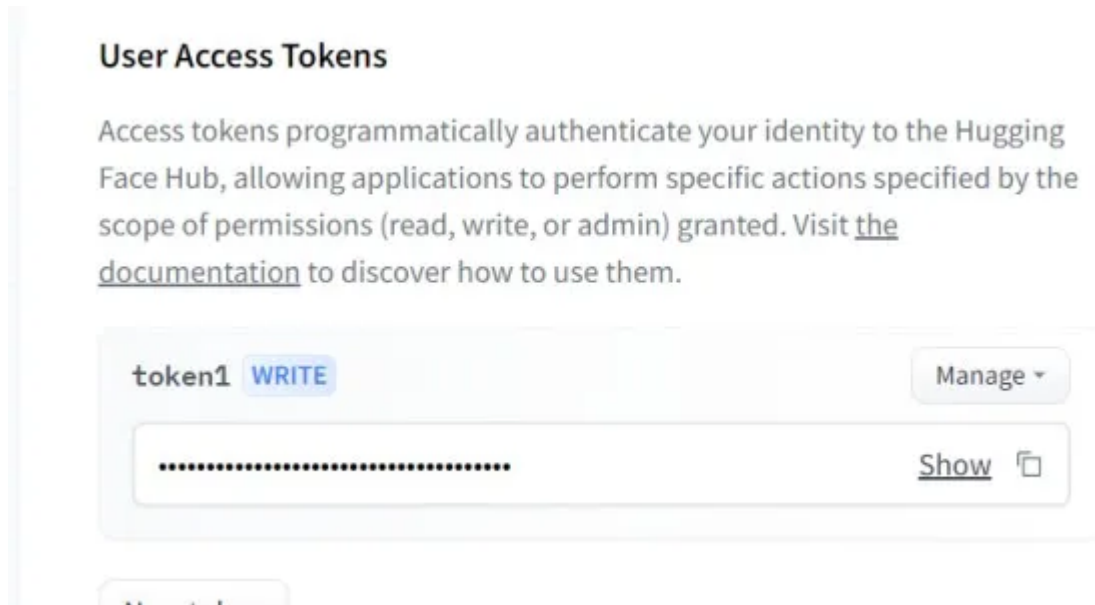 User Access Tokens
Access tokens programmatically authenticate your identity to the Hugging
Face Hub, allowing applications to perform specific actions specified by the
scope of permissions (read, write, or admin) granted. Visit the
documentation to discover how to use them.
token1 WRITE Manage
•••••••••••••••••••••••••••••••••••• Show